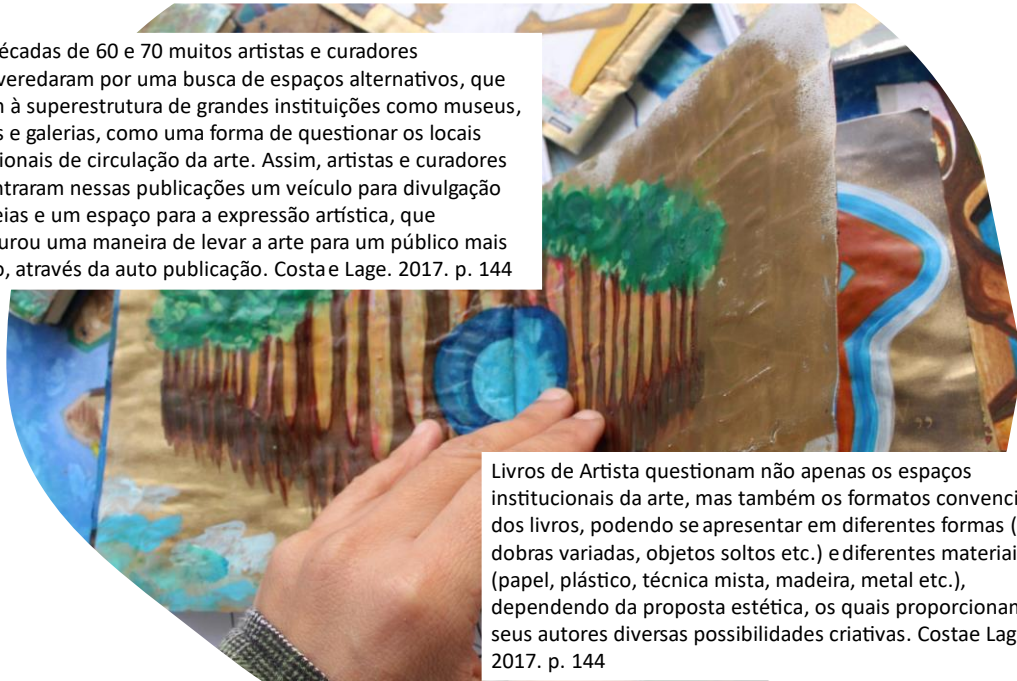 écadas de 60 e 70 muitos artistas e curadores
veredaram por uma busca de espaços alternativos, que
à superestrutura de grandes instituições como museus,
s e galerias, como uma forma de questionar os locais
ionais de circulação da arte. Assim, artistas e curadores
ntraram nessas publicações um veículo para divulgação
eias e um espaço para a expressão artística, que
urou uma maneira de levar a arte para um público mais
o, através da auto publicação. Costa e Lage. 2017. p. 144
Livros de Artista questionam não apenas os espaços
institucionais da arte, mas também os formatos convenci
dos livros, podendo se apresentar em diferentes formas (
dobras variadas, objetos soltos etc.) e diferentes materiai
(papel, plástico, técnica mista, madeira, metal etc.),
dependendo da proposta estética, os quais proporcionan
seus autores diversas possibilidades criativas. Costae Lag
2017. p. 144